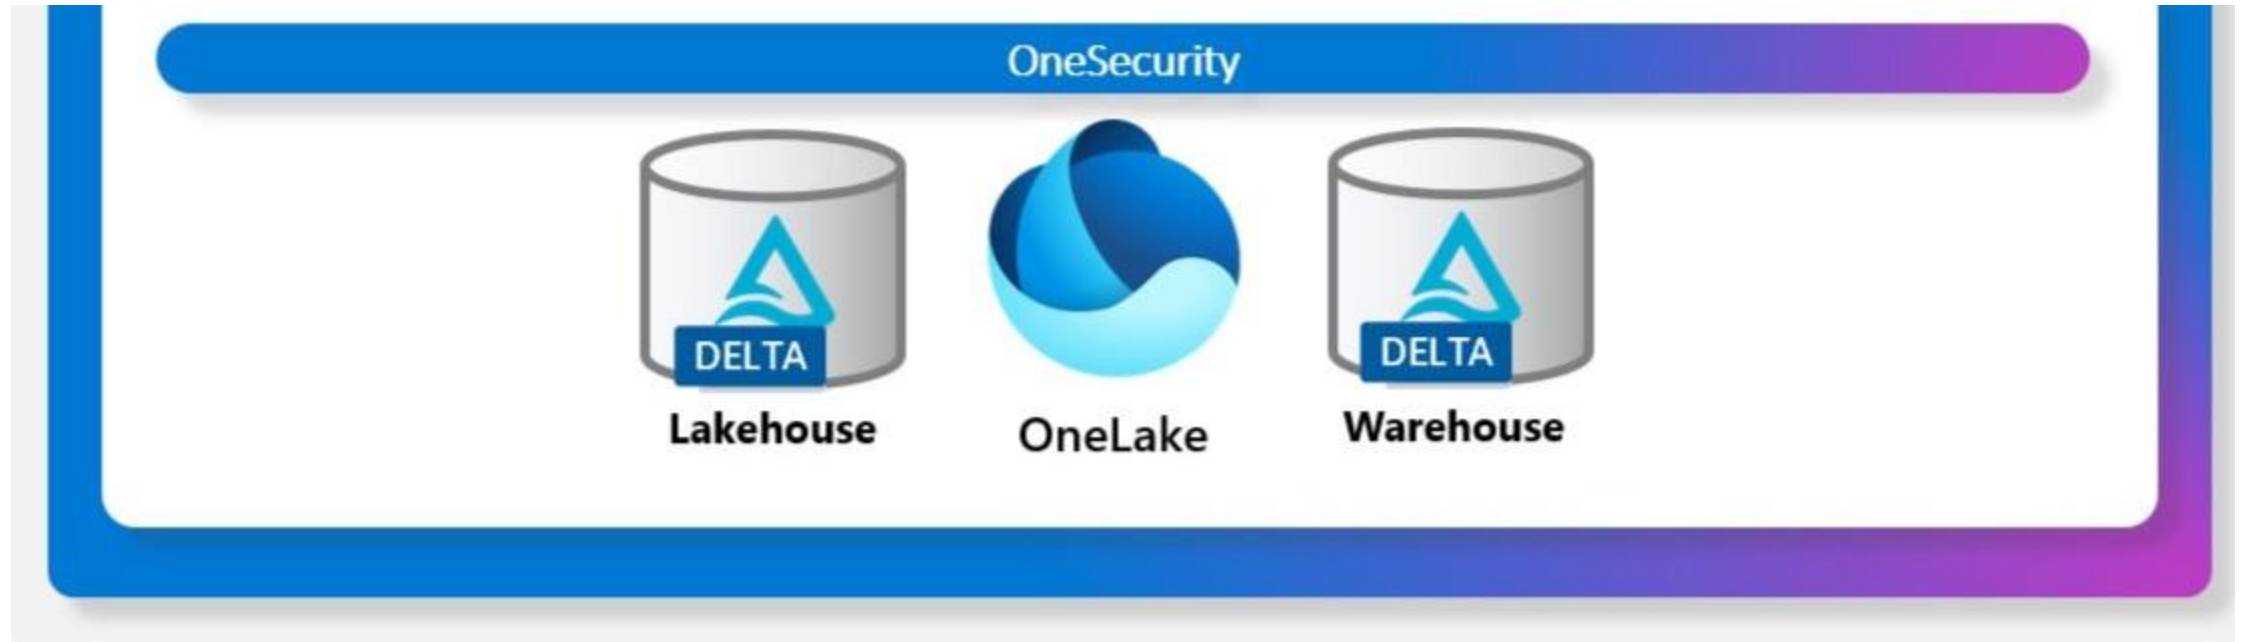 OneSecurity
DELTA
DELTA
Lakehouse
OneLake
Warehouse